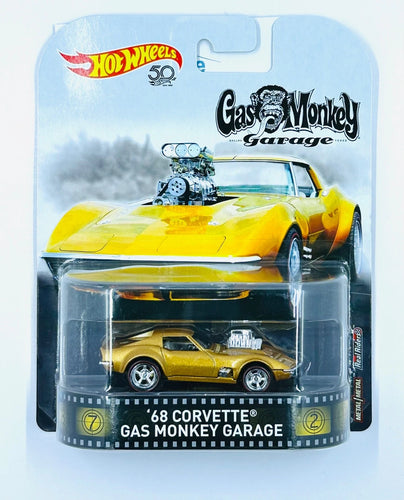 Hot Wheels
50
Gas Monkey
Garage
Real Riders
METAL/METAL
7
2
'68 CORVETTE®
GAS MONKEY GARAGE